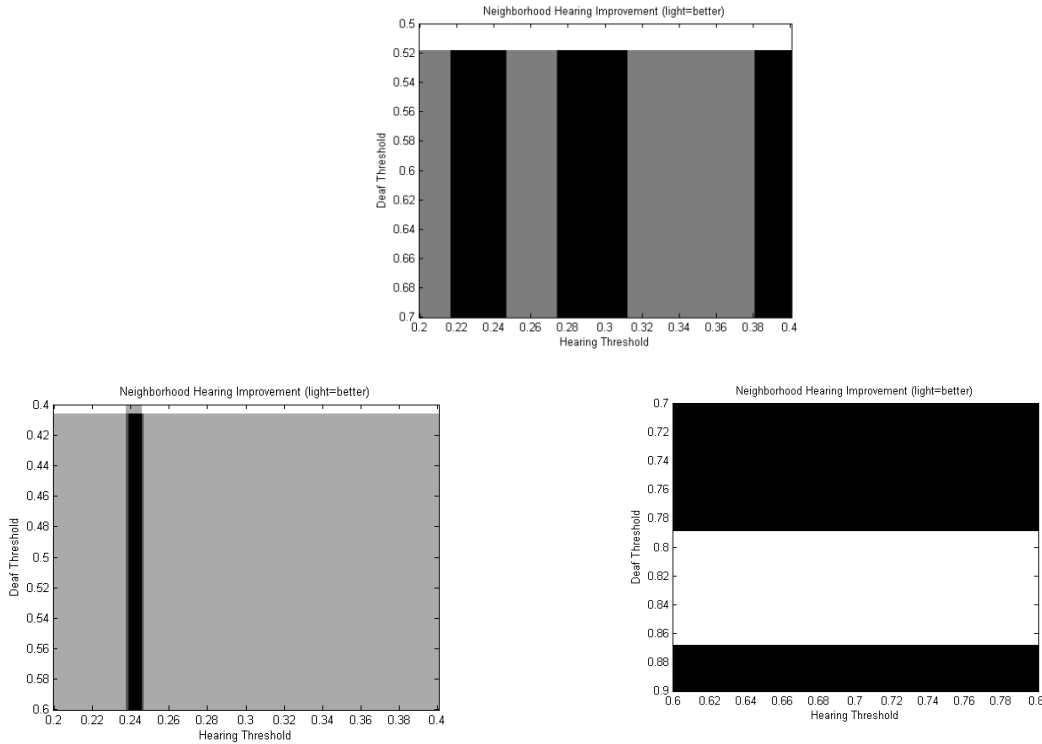 Neighborhood Hearing Improvement (light=better)
0.5
0.52
0.54
0.56
0.58
0.6
0.62
0.64
0.66
0.68
0.7
Deaf Threshold
0.2 0.22 0.24 0.26 0.28 0.3 0.32 0.34 0.36 0.38 0.4
Hearing Threshold
Neighborhood Hearing Improvement (light=better)
0.4
0.42
0.44
0.46
0.48
0.5
0.52
0.54
0.56
0.58
0.6
Deaf Threshold
0.2 0.22 0.24 0.26 0.28 0.3 0.32 0.34 0.36 0.38 0.4
Hearing Threshold
Neighborhood Hearing Improvement (light=better)
0.7
0.72
0.74
0.76
0.78
0.8
0.82
0.84
0.86
0.88
0.9
Deaf Threshold
0.6 0.62 0.64 0.66 0.68 0.7 0.72 0.74 0.76 0.78 0.8
Hearing Threshold